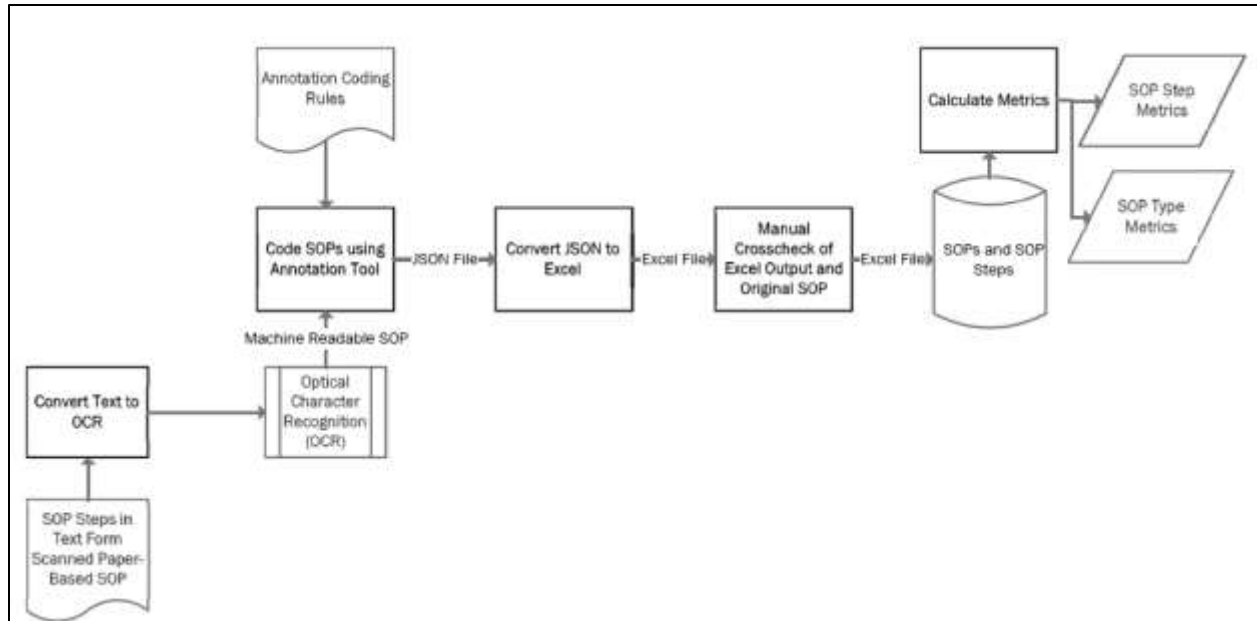 Annotation Coding
Rules
Calculate Metrics
SOP Step
Metrics
SOP Type
Metrics
Code SOPs using
Annotation Tool
JSON File
Convert JSON to
Excel
Excel File
Manual
Crosscheck of
Excel Output and
Original SOP
Excel File
SOPs and SOP
Steps
Machine Readable SOP
Convert Text to
OCR
Optical
Character
Recognition
(OCR)
SOP Steps in
Text Form
Scanned Paper-
Based SOP